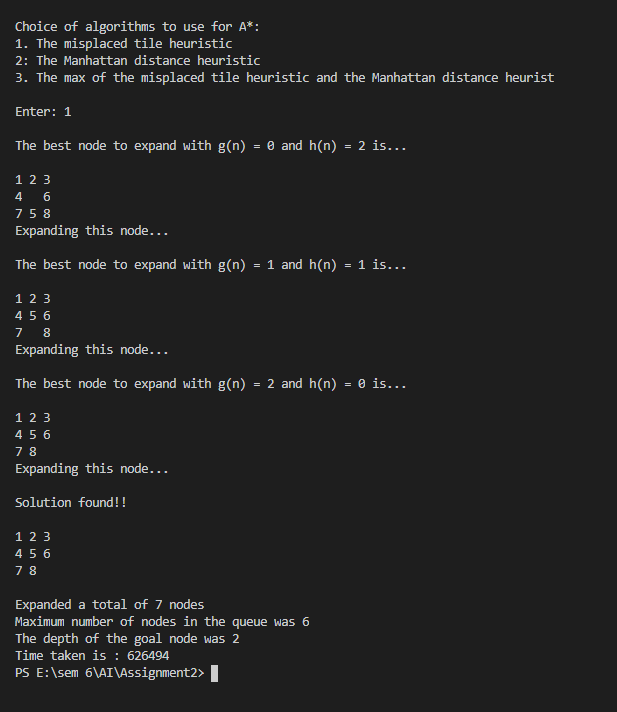 Choice of algorithms to use for A*:
1. The misplaced tile heuristic
2: The Manhattan distance heuristic
3. The max of the misplaced tile heuristic and the Manhattan distance heurist
Enter: 1
The best node to expand with g(n) = 0 and h(n) = 2 is...
1 2 3
4   6
7 5 8
Expanding this node...
The best node to expand with g(n) = 1 and h(n) = 1 is...
1 2 3
4 5 6
7   8
Expanding this node...
The best node to expand with g(n) = 2 and h(n) = 0 is...
1 2 3
4 5 6
7 8
Expanding this node...
Solution found!!
1 2 3
4 5 6
7 8
Expanded a total of 7 nodes
Maximum number of nodes in the queue was 6
The depth of the goal node was 2
Time taken is : 626494
PS E:\sem 6\AI\Assignment2>